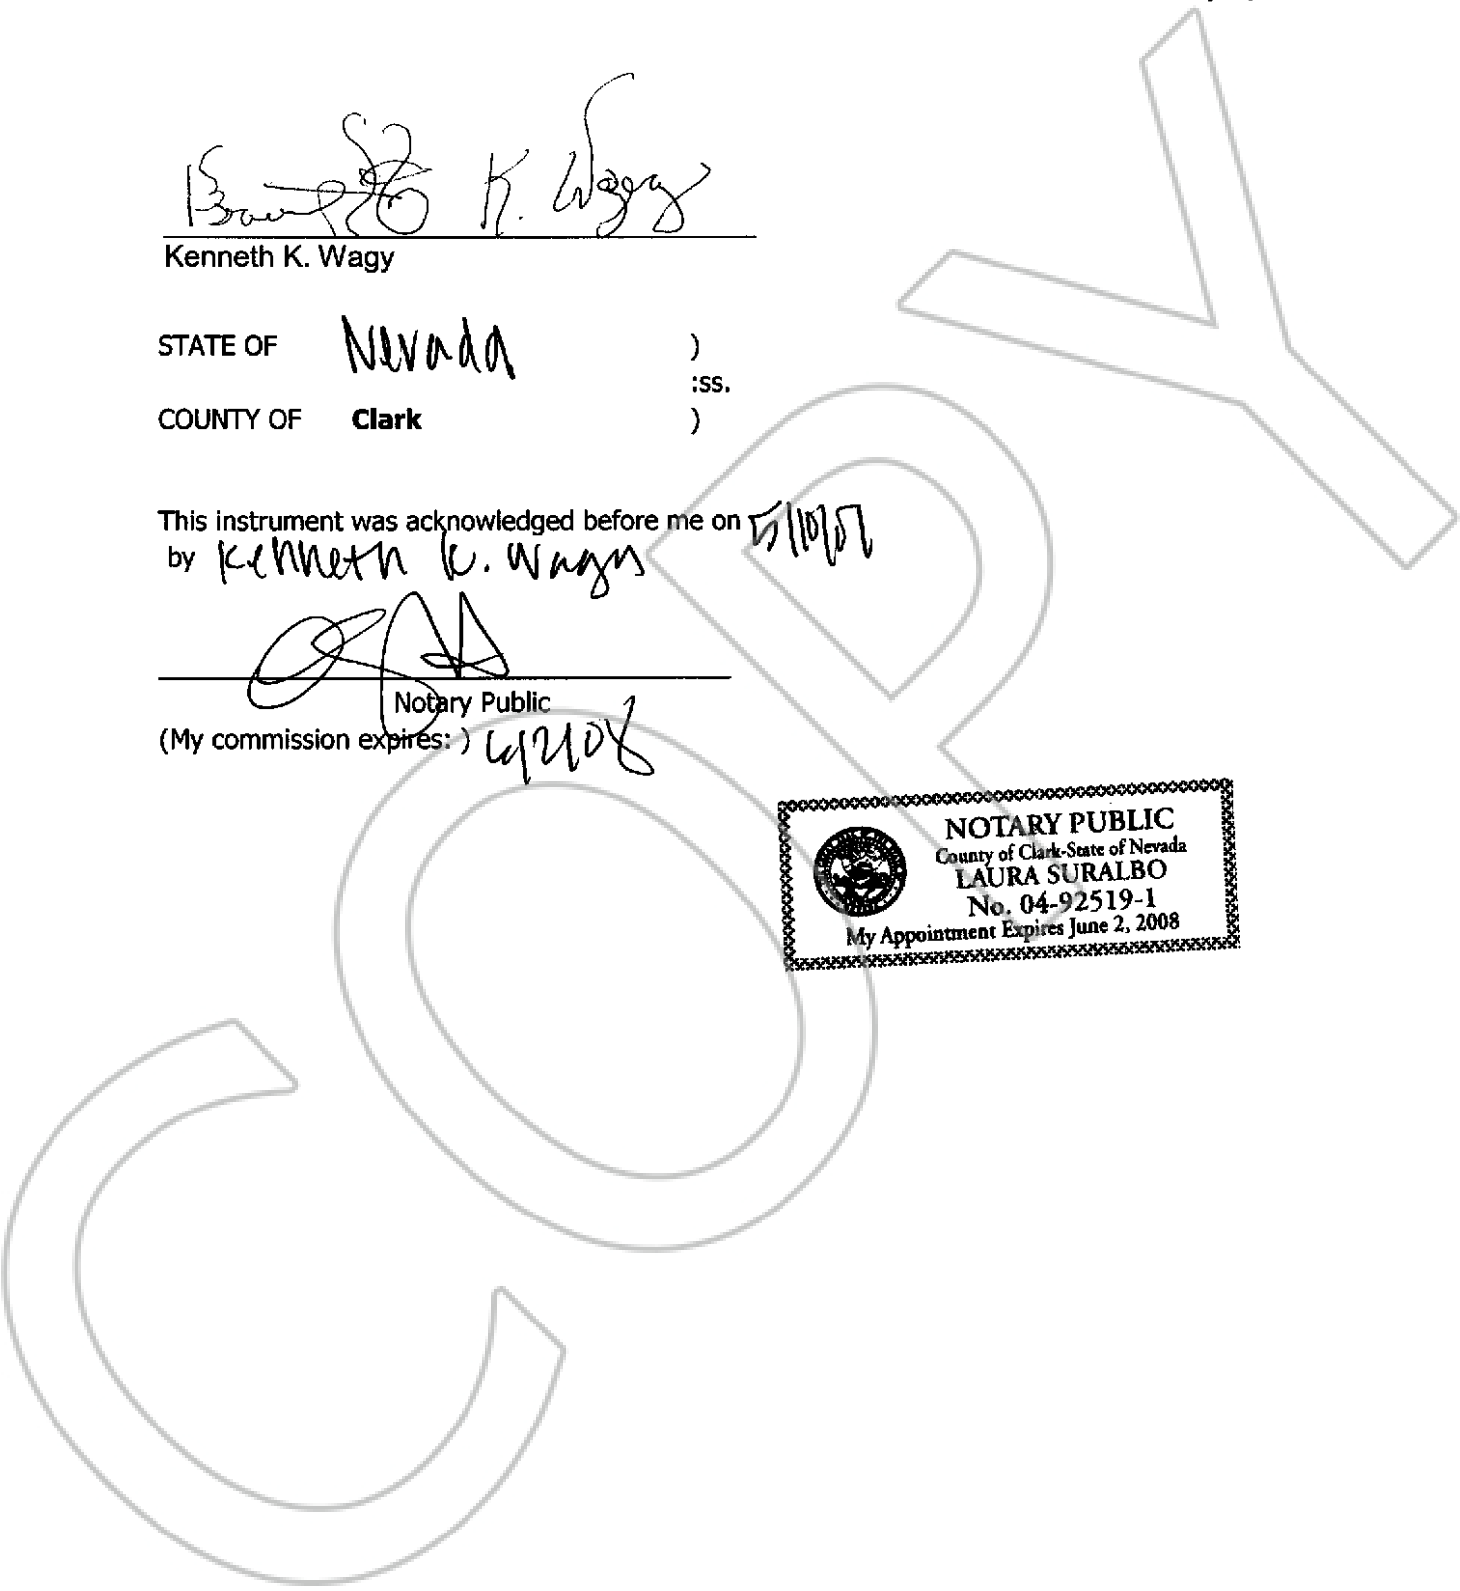 K. Wagy
Kenneth K. Wagy
STATE OF Nevada )
:ss.
COUNTY OF Clark )
This instrument was acknowledged before me on 5/10/07
by Kenneth K. Wagy
Notary Public
(My commission expires: ) 6/2/08
NOTARY PUBLIC
County of Clark-State of Nevada
LAURA SURALBO
No. 04-92519-1
My Appointment Expires June 2, 2008
COPY